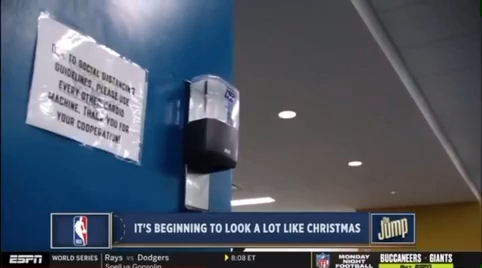 DUE TO SOCIAL DISTANCING
GUIDELINES, PLEASE USE
EVERY OTHER CARDIO
MACHINE. THANK YOU FOR
YOUR COOPERATION!
NBA
IT'S BEGINNING TO LOOK A LOT LIKE CHRISTMAS
THE JUMP
ESPN
WORLD SERIES
Rays vs Dodgers
8:08 ET
Snell vs Gonsolin
MONDAY
NIGHT
FOOTBALL
BUCCANEERS
GIANTS